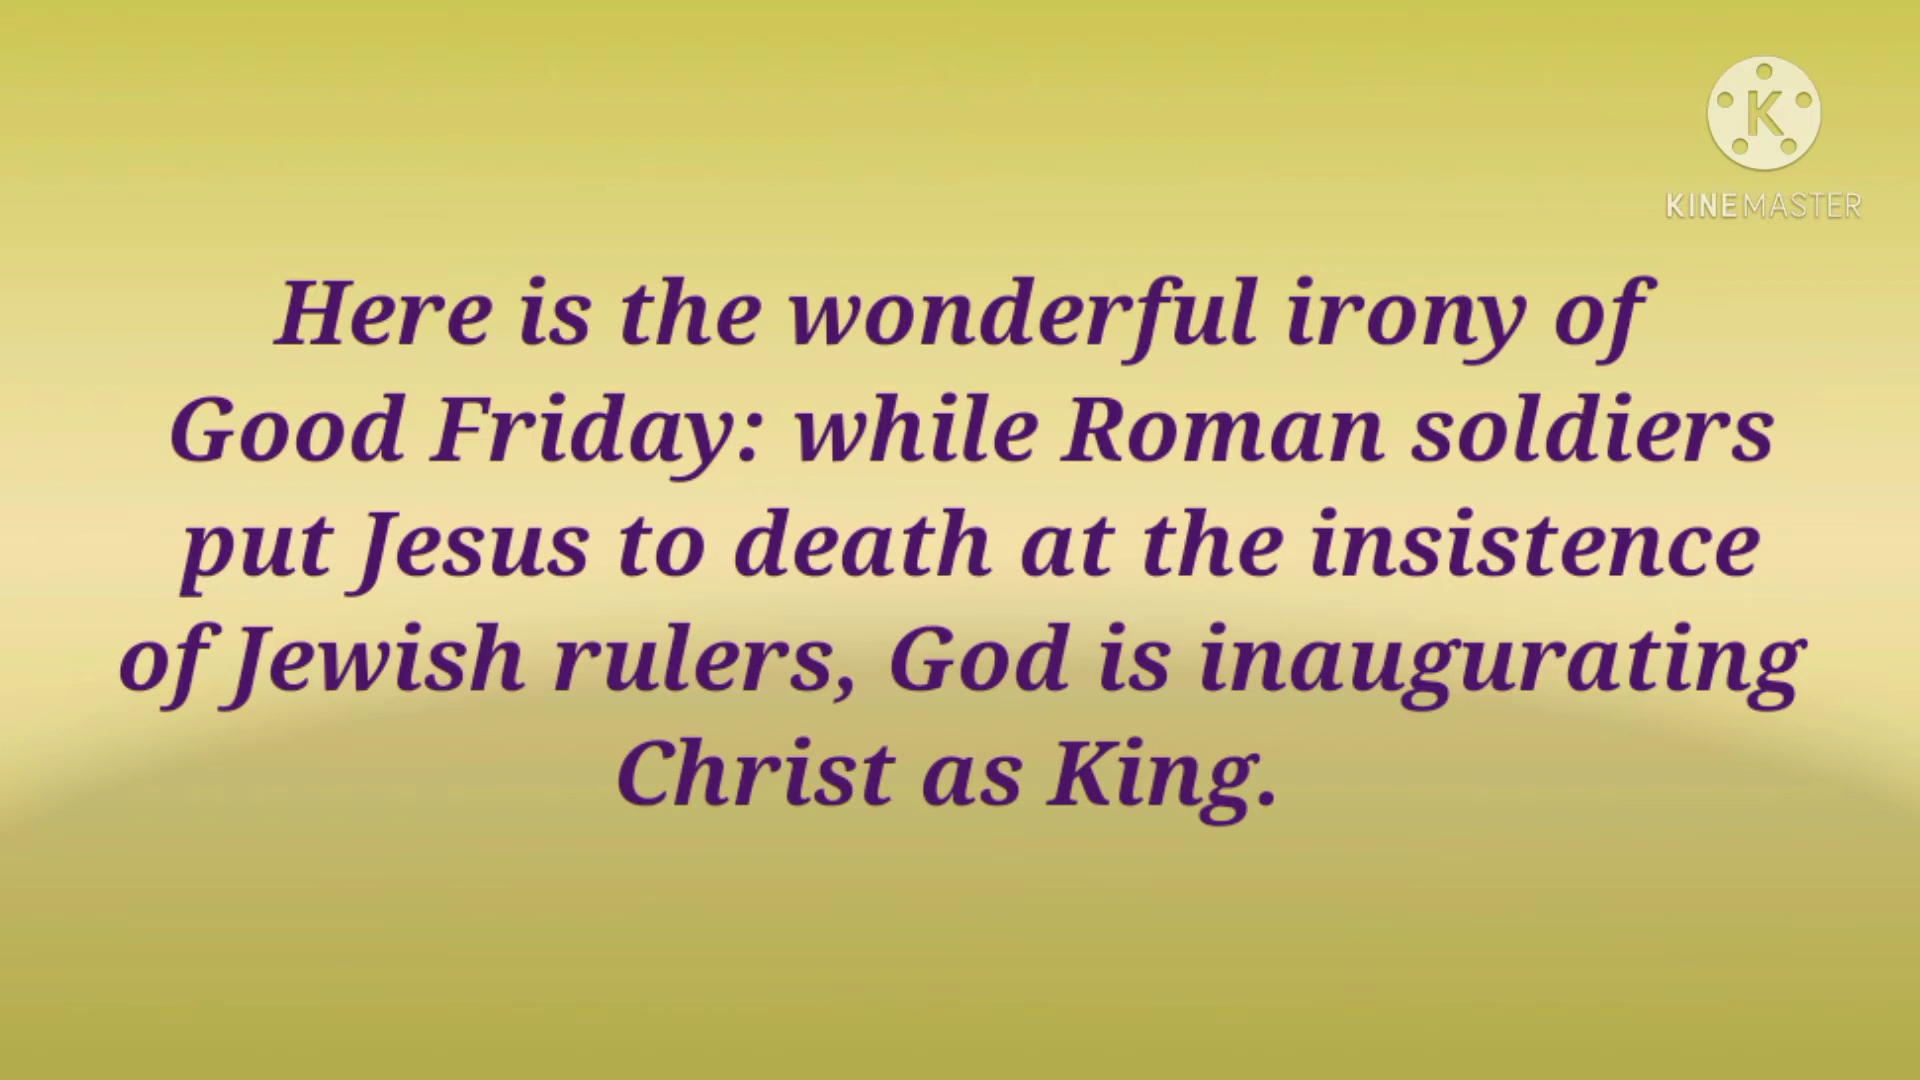 K
KINEMASTER
Here is the wonderful irony of
Good Friday: while Roman soldiers
put Jesus to death at the insistence
of Jewish rulers, God is inaugurating
Christ as King.